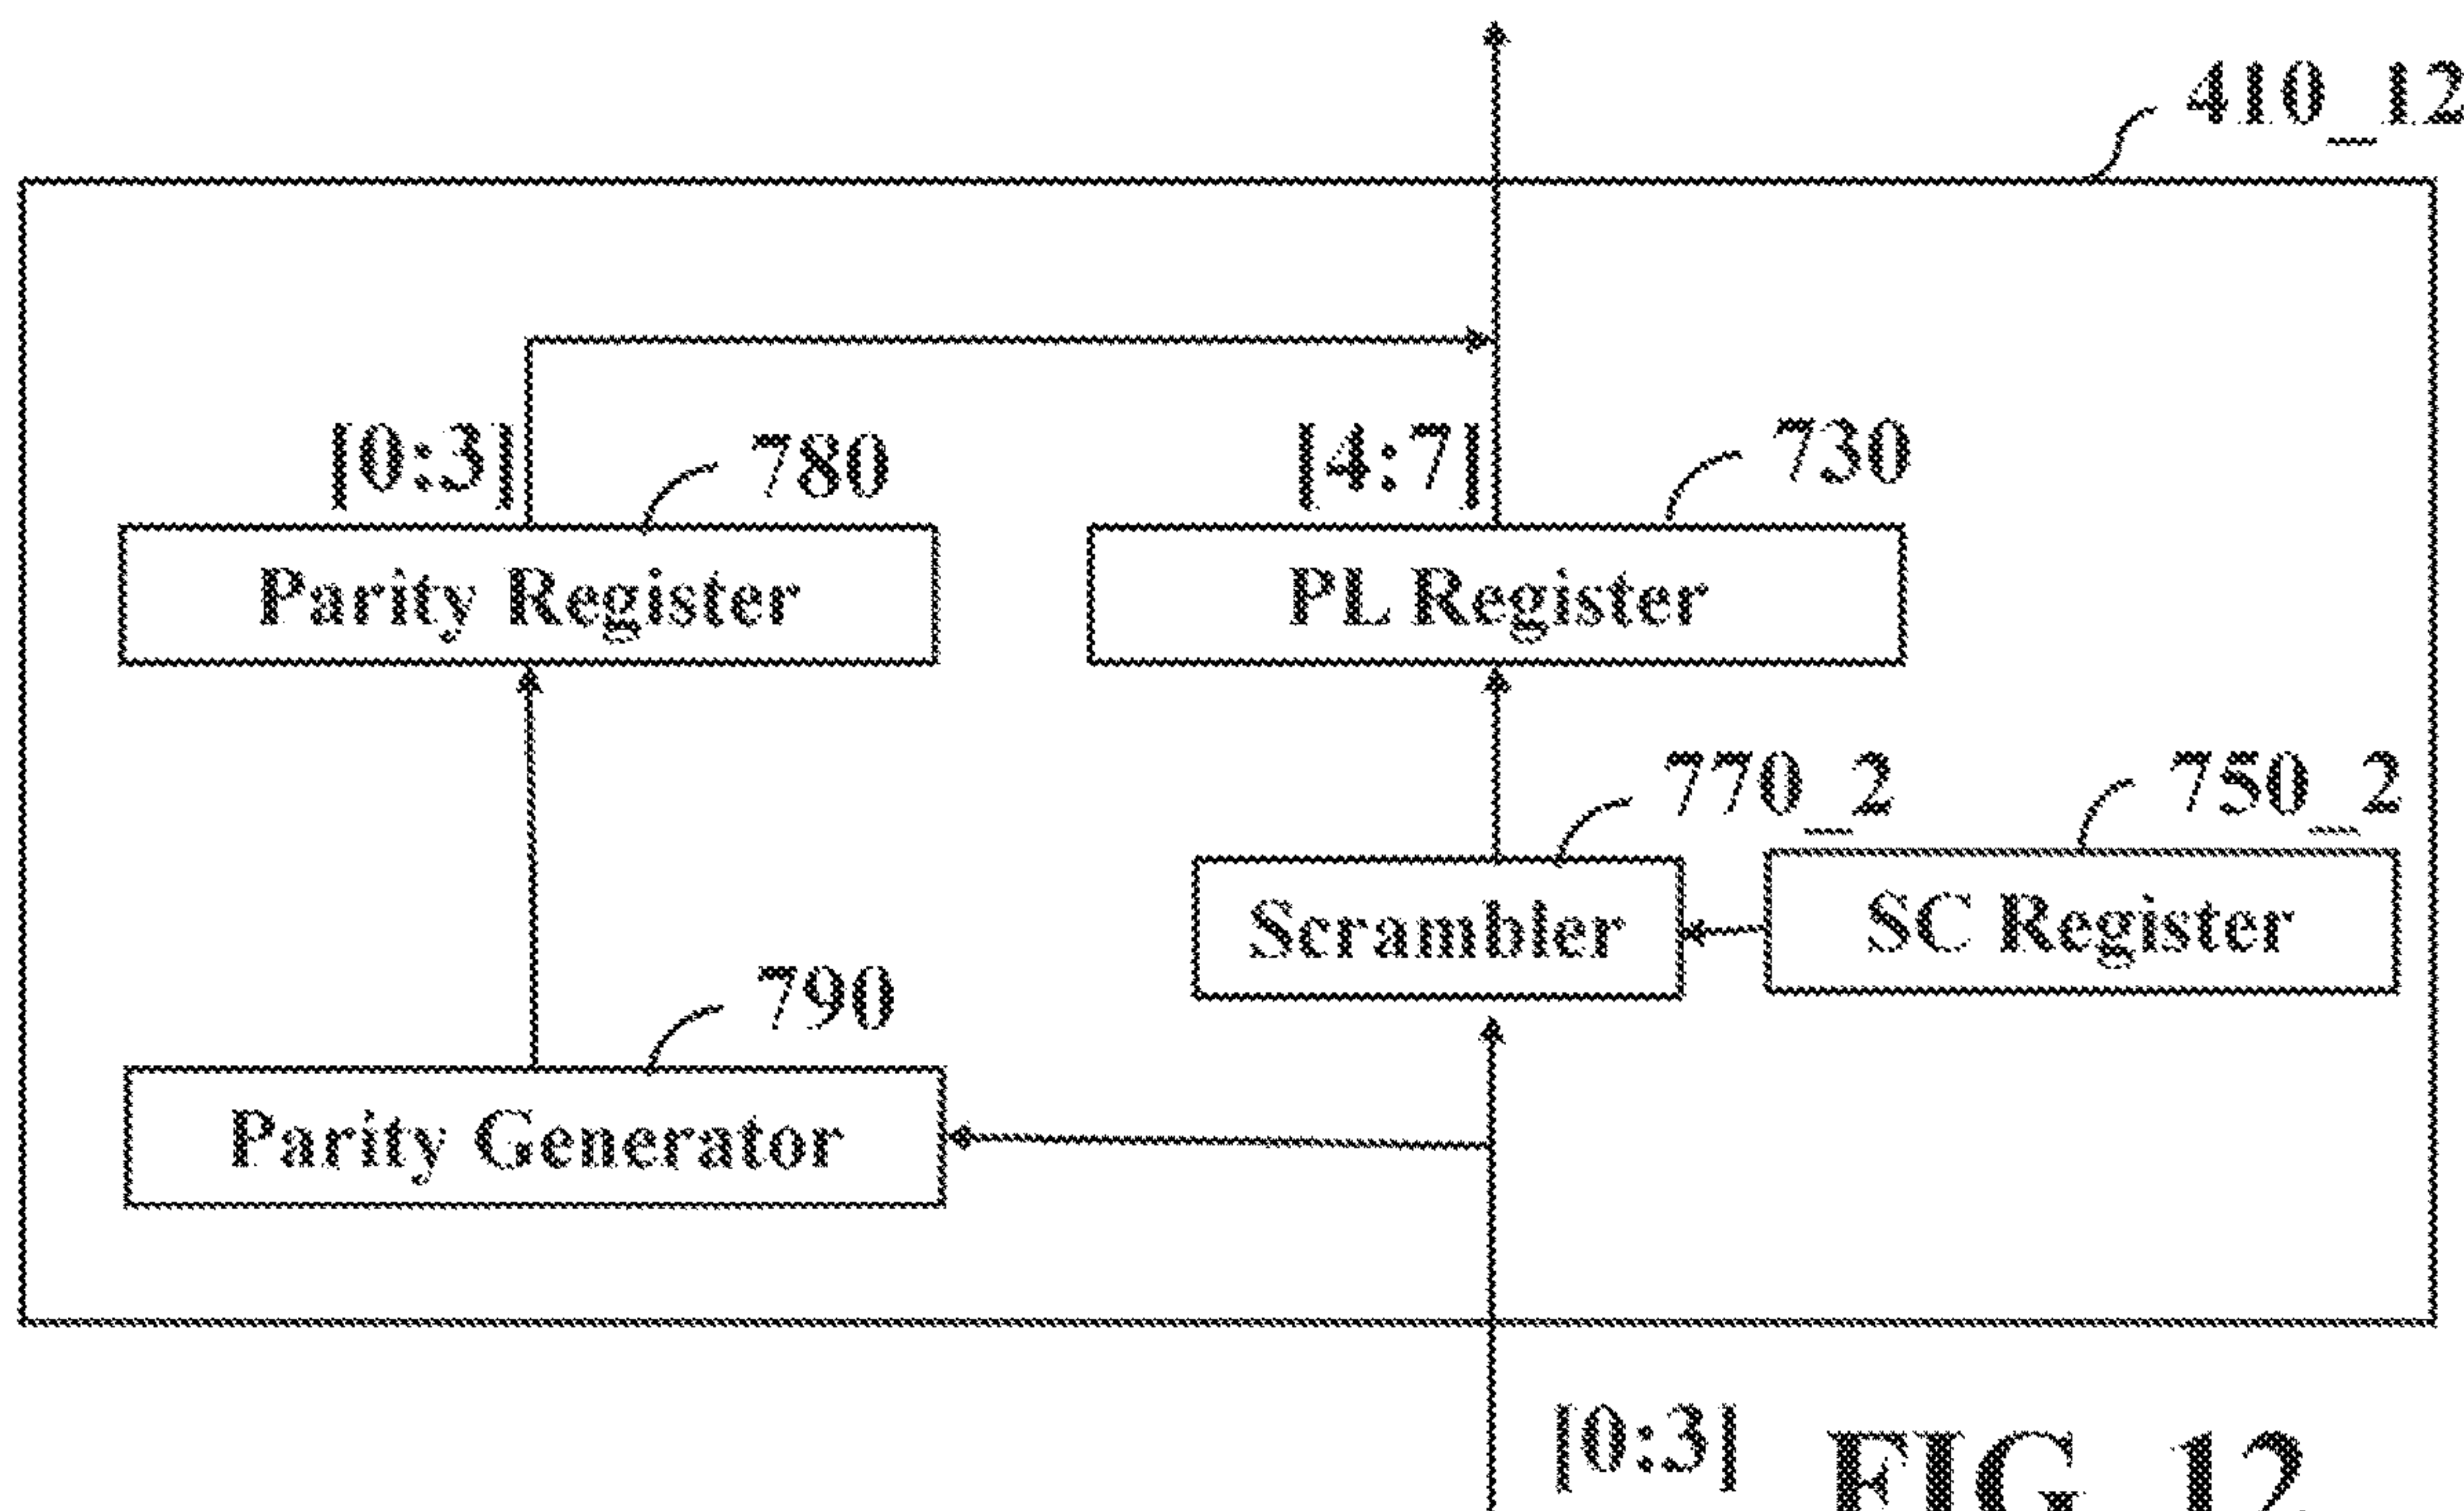 410_12
[0:3]
780
[4:7]
730
Parity Register
PL Register
770_2
750_2
Scrambler
SC Register
790
Parity Generator
[0:3]
FIG. 12